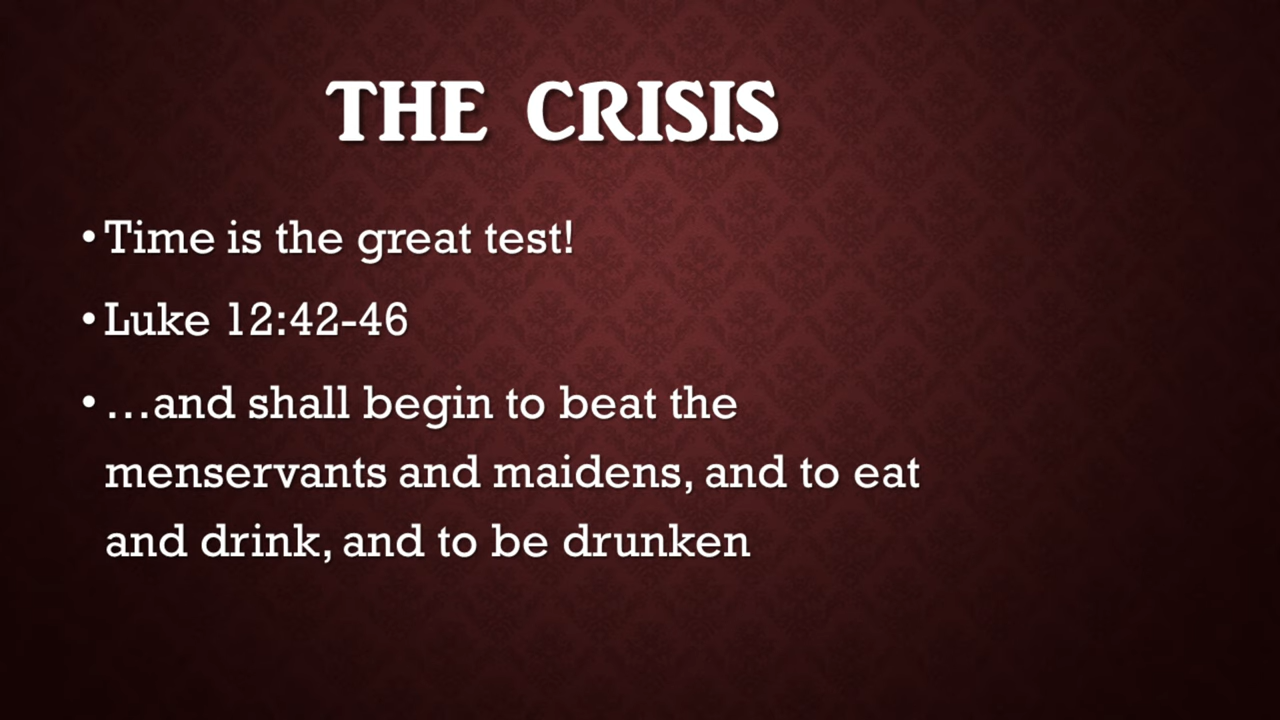 THE CRISIS
•Time is the great test!
•Luke 12:42-46
•…and shall begin to beat the
menservants and maidens, and to eat
and drink, and to be drunken